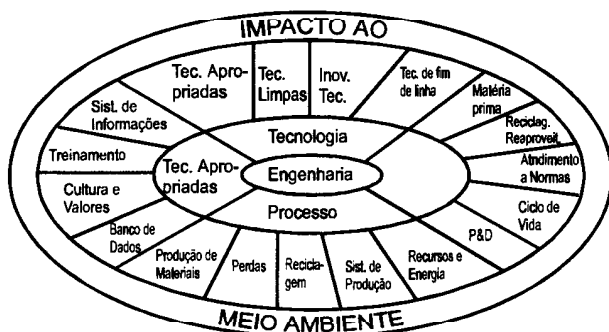 IMPACTO AO
Tec. Apro-
priadas
Tec.
Limpas
Inov.
Tec.
Tec. de fim
de linha
Matéria
prima
Reciclag.
Reaproveit.
Atndimento
a Normas
Ciclo de
Vida
P&D
Recursos e
Energia
Sist. de
Produção
Recicla-
gem
Perdas
Produção de
Materiais
Banco de
Dados
Cultura e
Valores
Treinamento
Sist. de
Informações
Tecnologia
Tec. Apro-
priadas
Engenharia
Processo
MEIO AMBIENTE